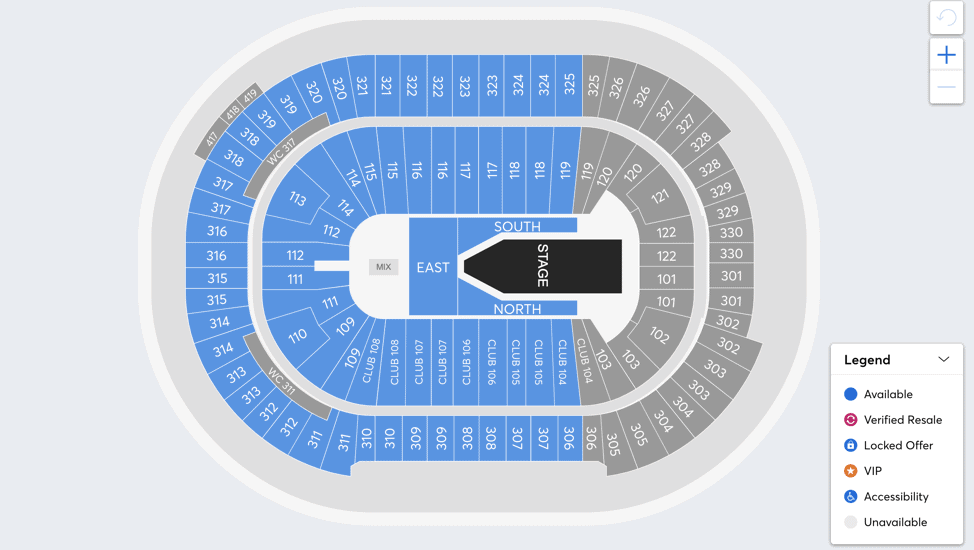 321 321 322 322 323 323 324 324 325 325 326
320 320 326
319 327
319 327
419 418 417
318 328
318 328
WC 317
317 329
317 329
316 330
316 330
315 301
315 301
314 302
314 302
313 303
313 303
312 304
312 304
WC 311
311 305
311 305
310 310 309 309 308 308 307 307 306 306
114 115 115 116 116 117 117 118 118 119 119 120 120
113 121
114
112 122
112 122
111 101
111 101
110 102
109 103
109 CLUB 108 CLUB 108 CLUB 107 CLUB 107 CLUB 106 CLUB 106 CLUB 105 CLUB 105 CLUB 104 CLUB 104 103
SOUTH
MIX
EAST
STAGE
NORTH
Legend
Available
Verified Resale
Locked Offer
VIP
Accessibility
Unavailable